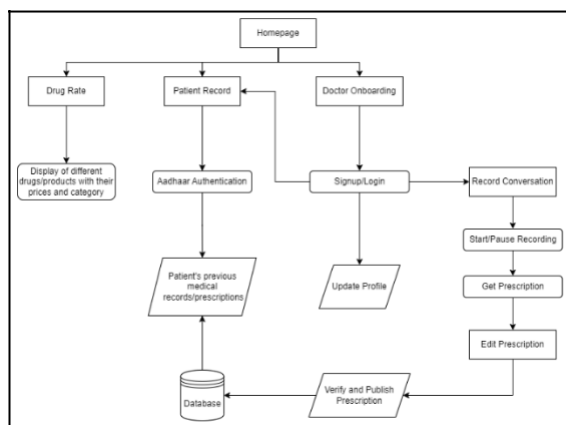 Homepage
Drug Rate
Patient Record
Doctor Onboarding
Display of different
drugs/products with their
prices and category
Aadhaar Authentication
Signup/Login
Record Conversation
Start/Pause Recording
Patient's previous
medical
records/prescriptions
Update Profile
Get Prescription
Edit Prescription
Database
Verify and Publish
Prescription